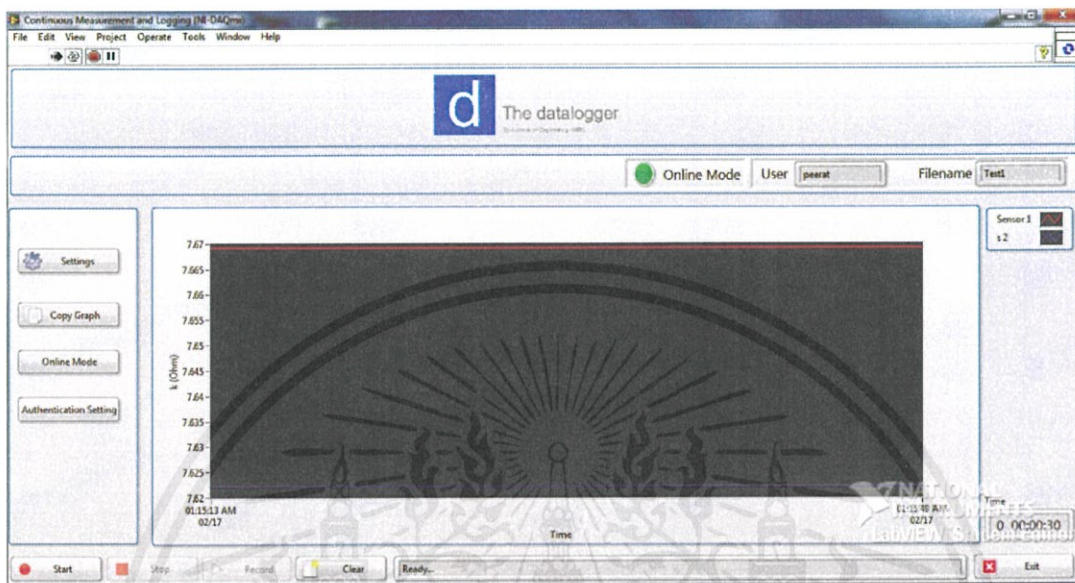 Continuous Measurement and Logging (NI-DAQmx)
File Edit View Project Operate Tools Window Help
d The datalogger
Online Mode User peerat Filename Test1
Settings
Copy Graph
Online Mode
Authentication Setting
Sensor 1
s 2
7.67
7.665
7.66
7.655
7.65
7.645
7.64
7.635
7.63
7.625
7.62
k (Ohm)
01:15:13 AM
02/17
02/17
Time
NATIONAL
INSTRUMENTS
Time
0 00:00:30
Start Stop Record Clear Ready... Exit